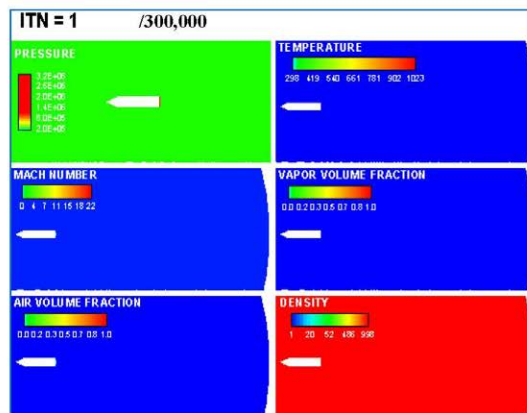 ITN = 1 /300,000
PRESSURE
3.2E+06
2.6E+06
2.0E+06
1.4E+06
8.0E+05
2.0E+05
TEMPERATURE
298 419 540 661 781 902 1023
MACH NUMBER
0 4 7 11 15 18 22
VAPOR VOLUME FRACTION
0.0 0.2 0.3 0.5 0.7 0.8 1.0
AIR VOLUME FRACTION
0.0 0.2 0.3 0.5 0.7 0.8 1.0
DENSITY
1 20 52 486 998